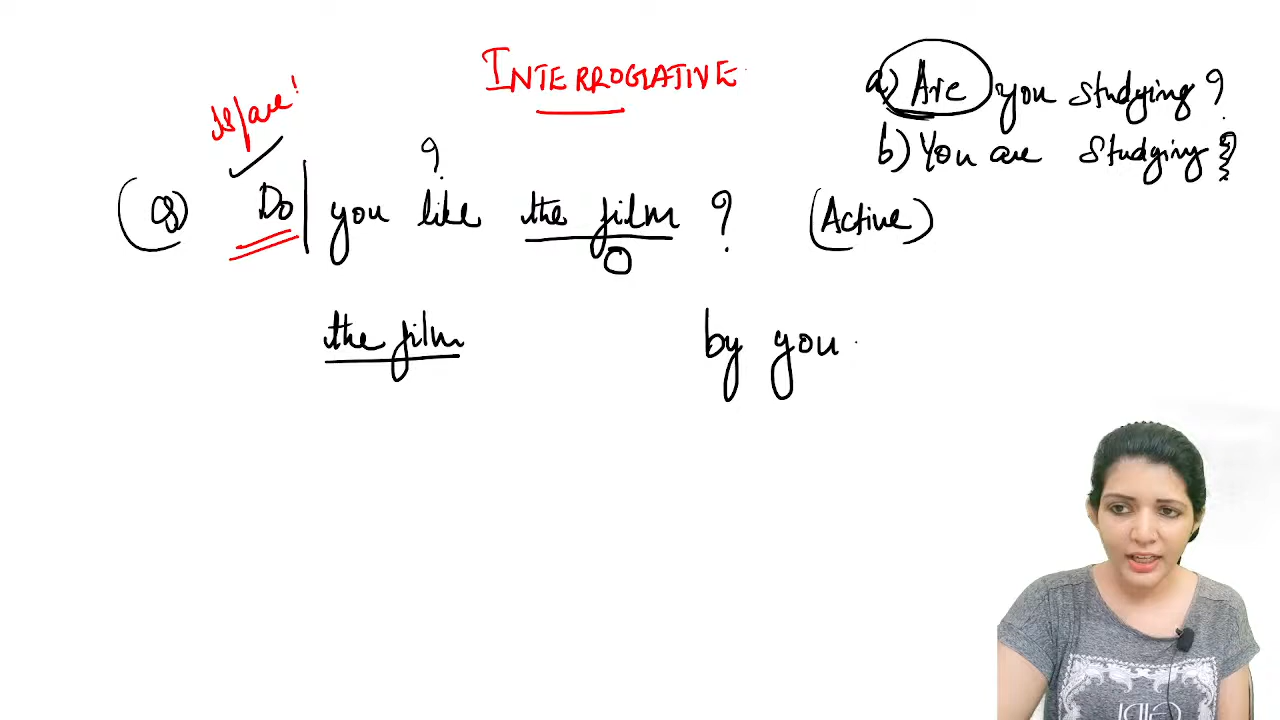 INTERROGATIVE
a) Are you studying ?
b) You are studying ?
is/are
?
(Q) Do you like the film ? (Active)
O
the film by you